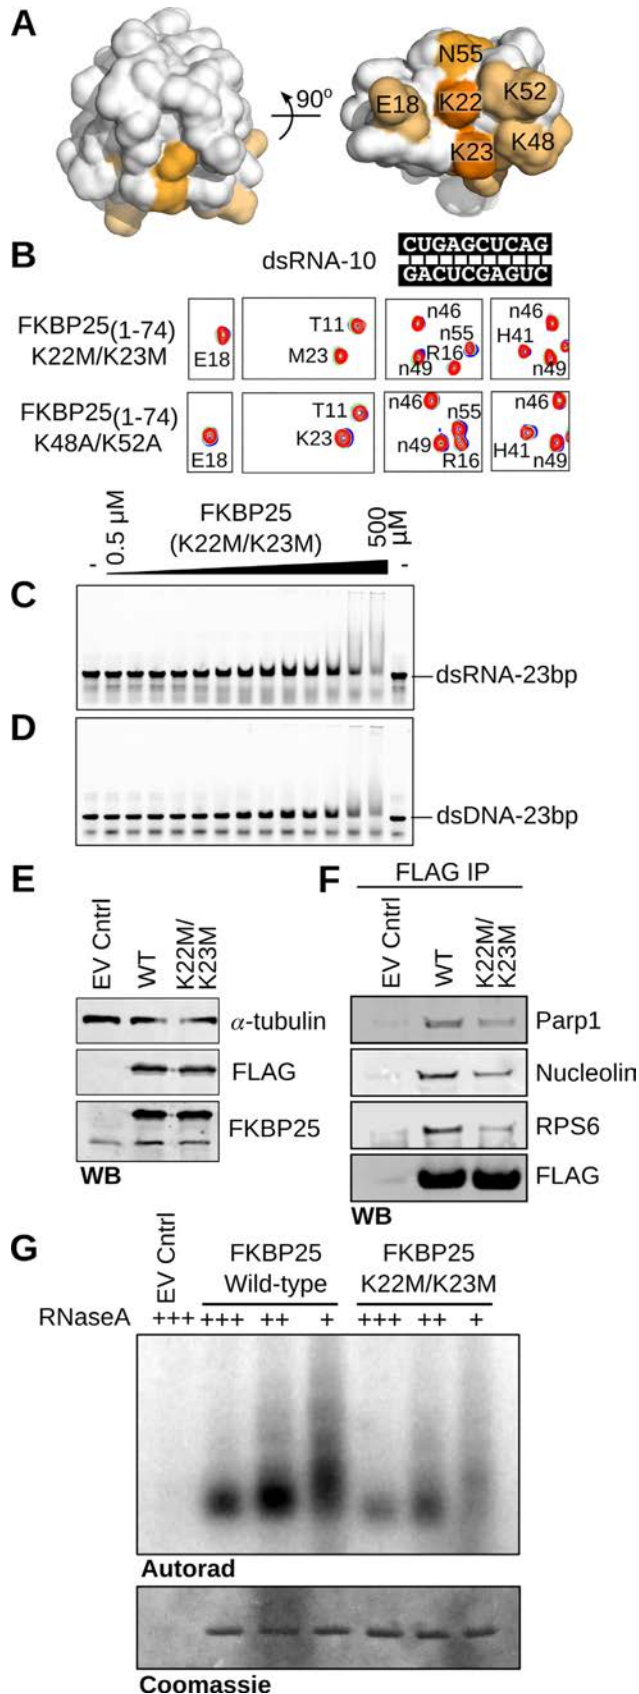 A
90°
N55
E18
K22
K52
K23
K48
B
dsRNA-10
CUGAGCUCAG
GACUCGAGUC
FKBP25(1-74)
K22M/K23M
E18
T11
M23
n46
n55
R16
n49
H41
n46
n49
FKBP25(1-74)
K48A/K52A
E18
T11
K23
n46
n55
n49
R16
n46
H41
n49
-
0.5 µM
FKBP25
(K22M/K23M)
500
µM
-
C
dsRNA-23bp
D
dsDNA-23bp
E
EV Cntrl
WT
K22M/
K23M
α-tubulin
FLAG
FKBP25
WB
F
FLAG IP
EV Cntrl
WT
K22M/
K23M
Parp1
Nucleolin
RPS6
FLAG
WB
G
EV Cntrl
FKBP25
Wild-type
FKBP25
K22M/K23M
RNaseA +++ +++ ++ + +++ ++ +
Autorad
Coomassie